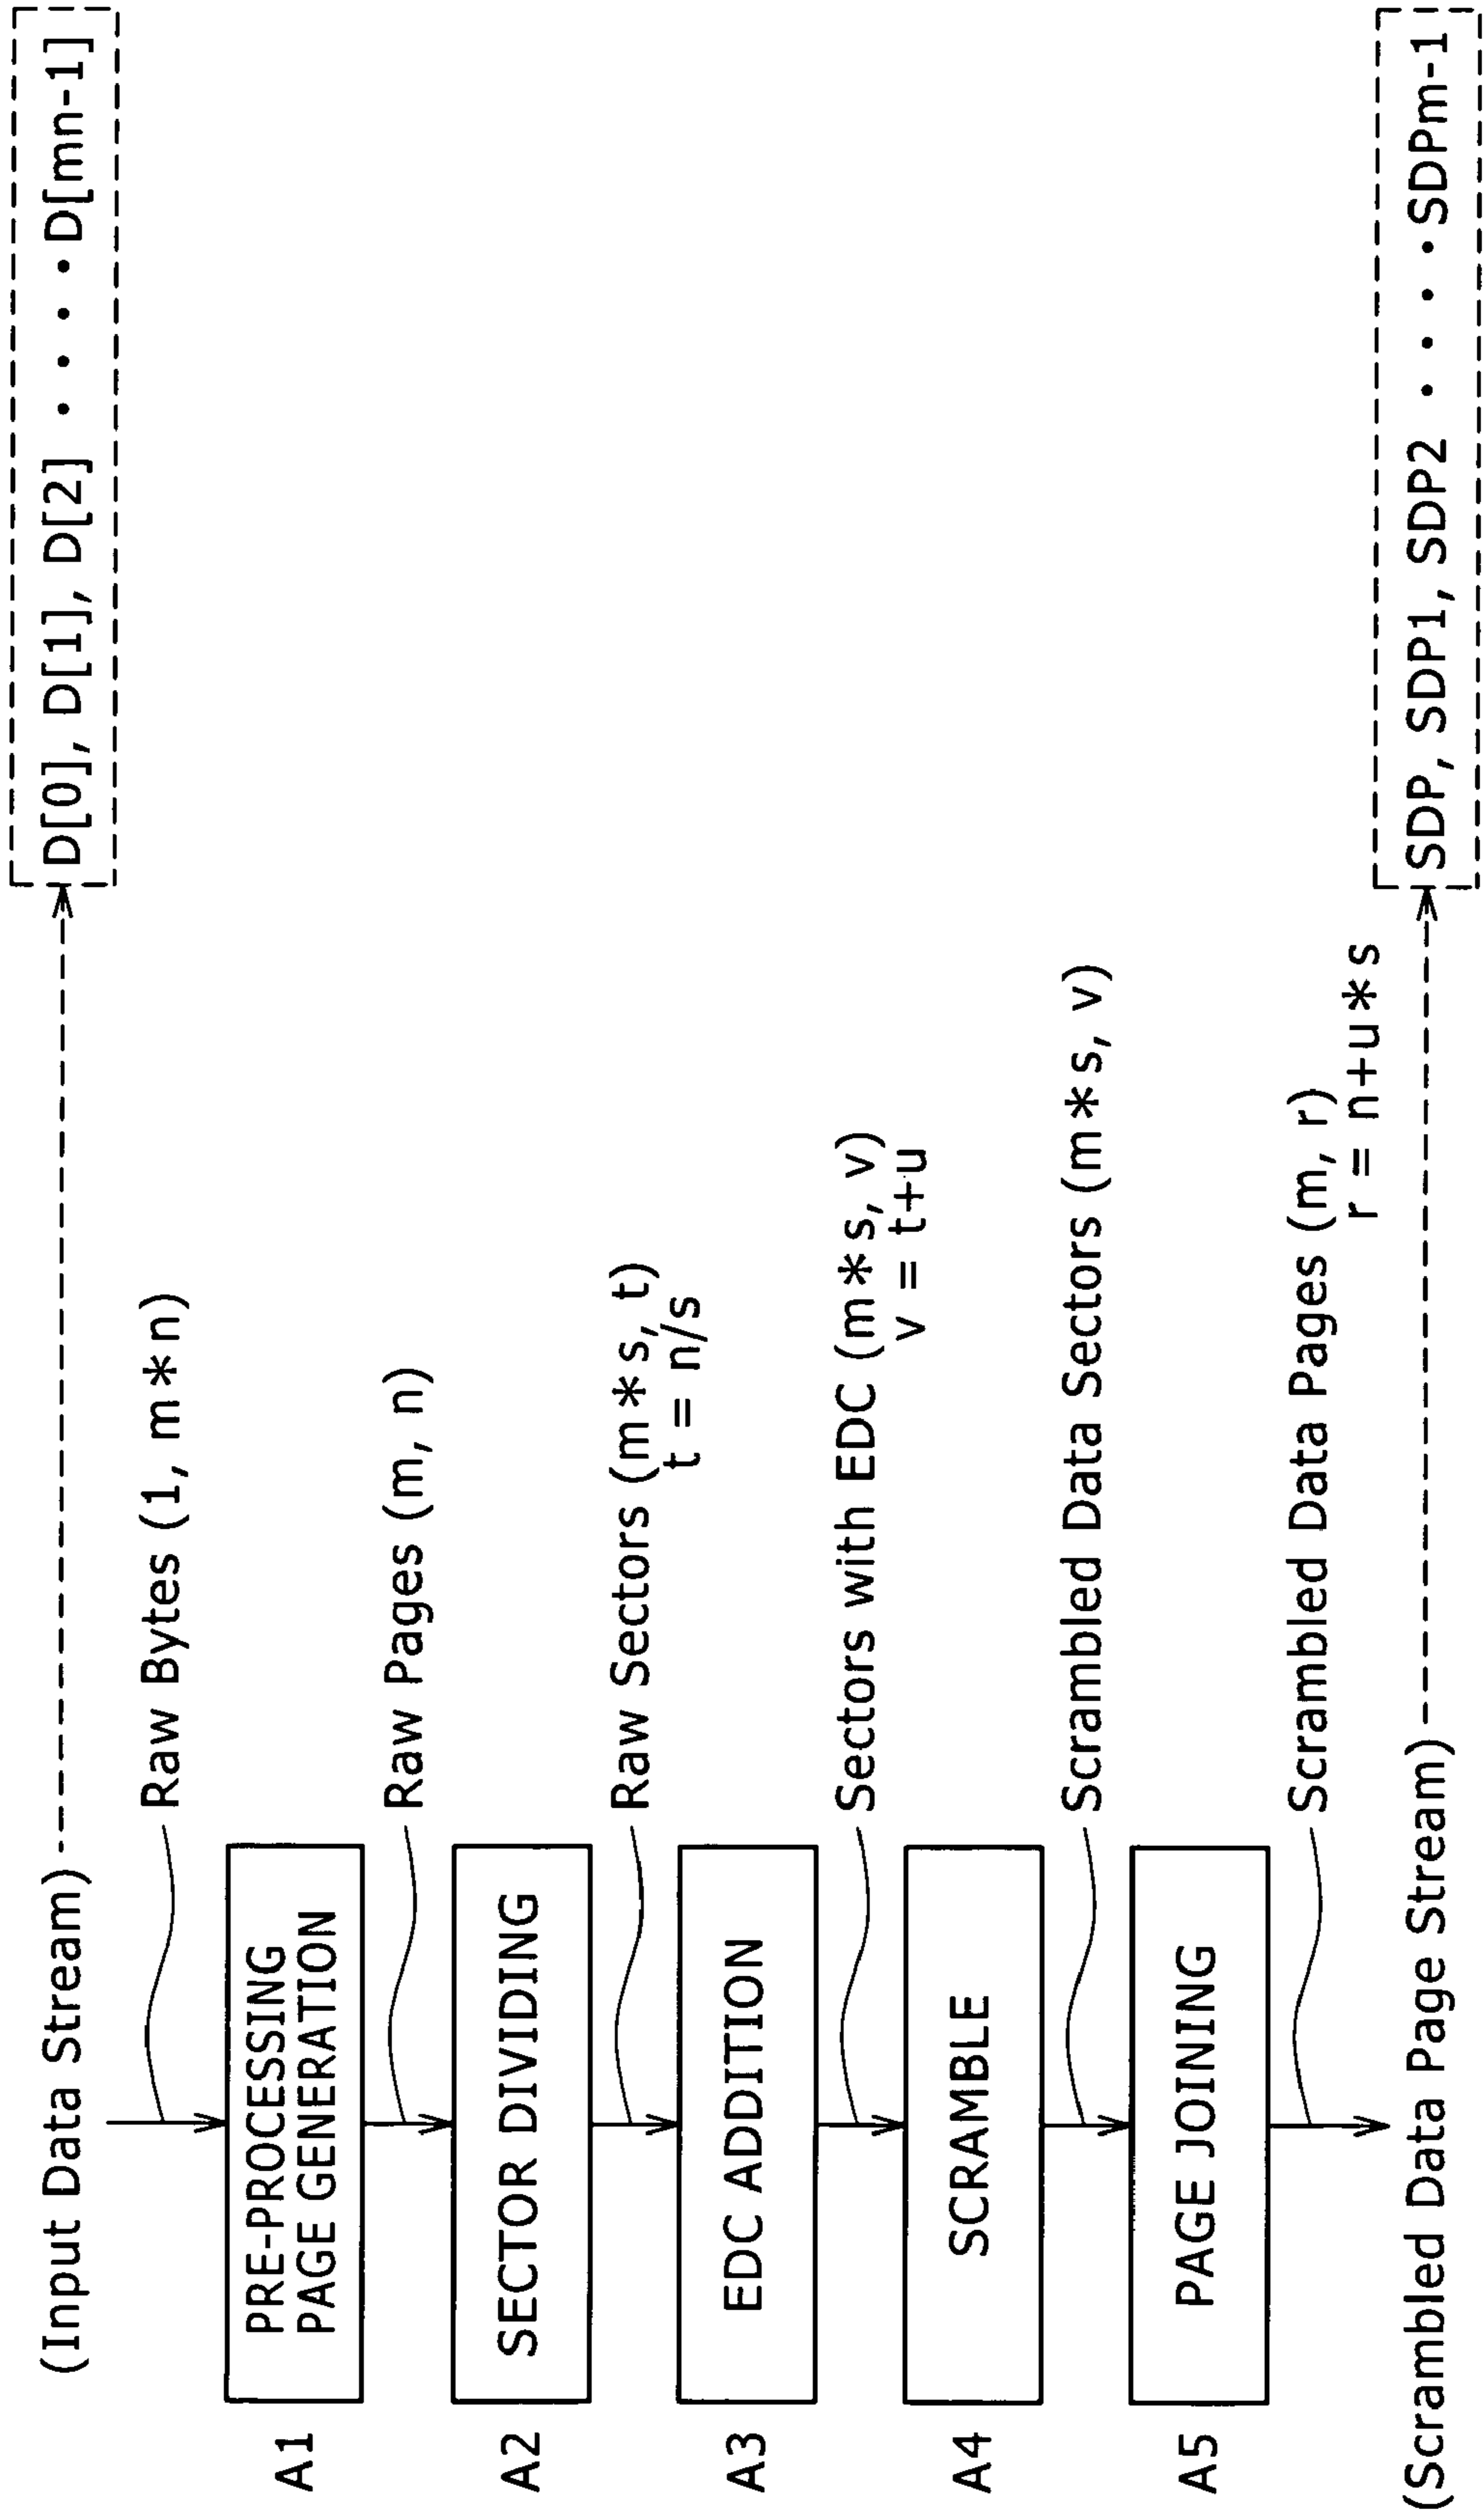 (Input Data Stream)
D[0], D[1], D[2] • • • • D[mn-1]
Raw Bytes (1, m*n)
A1
PRE-PROCESSING
PAGE GENERATION
Raw Pages (m, n)
A2
SECTOR DIVIDING
Raw Sectors (m*s, t)
t = n/s
A3
EDC ADDITION
Sectors with EDC (m*s, v)
v = t+u
A4
SCRAMBLE
Scrambled Data Sectors (m*s, v)
A5
PAGE JOINING
Scrambled Data Pages (m, r)
r = n+u*s
(Scrambled Data Page Stream)
SDP, SDP1, SDP2 • • • • SDPm-1